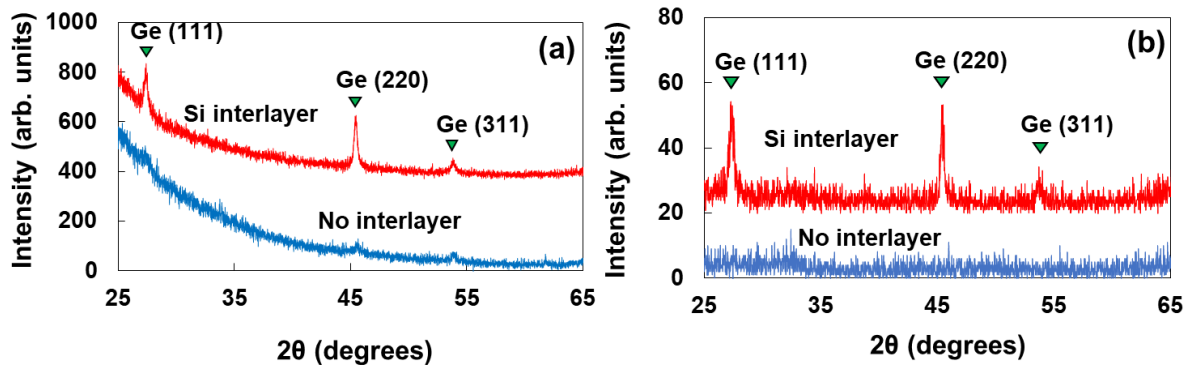 1000
800
600
400
200
0
Intensity (arb. units)
Ge (111)
(a)
Ge (220)
Si interlayer
Ge (311)
No interlayer
25 35 45 55 65
2θ (degrees)
80
60
40
20
0
Intensity (arb. units)
(b)
Ge (111)
Ge (220)
Si interlayer
Ge (311)
No interlayer
25 35 45 55 65
2θ (degrees)